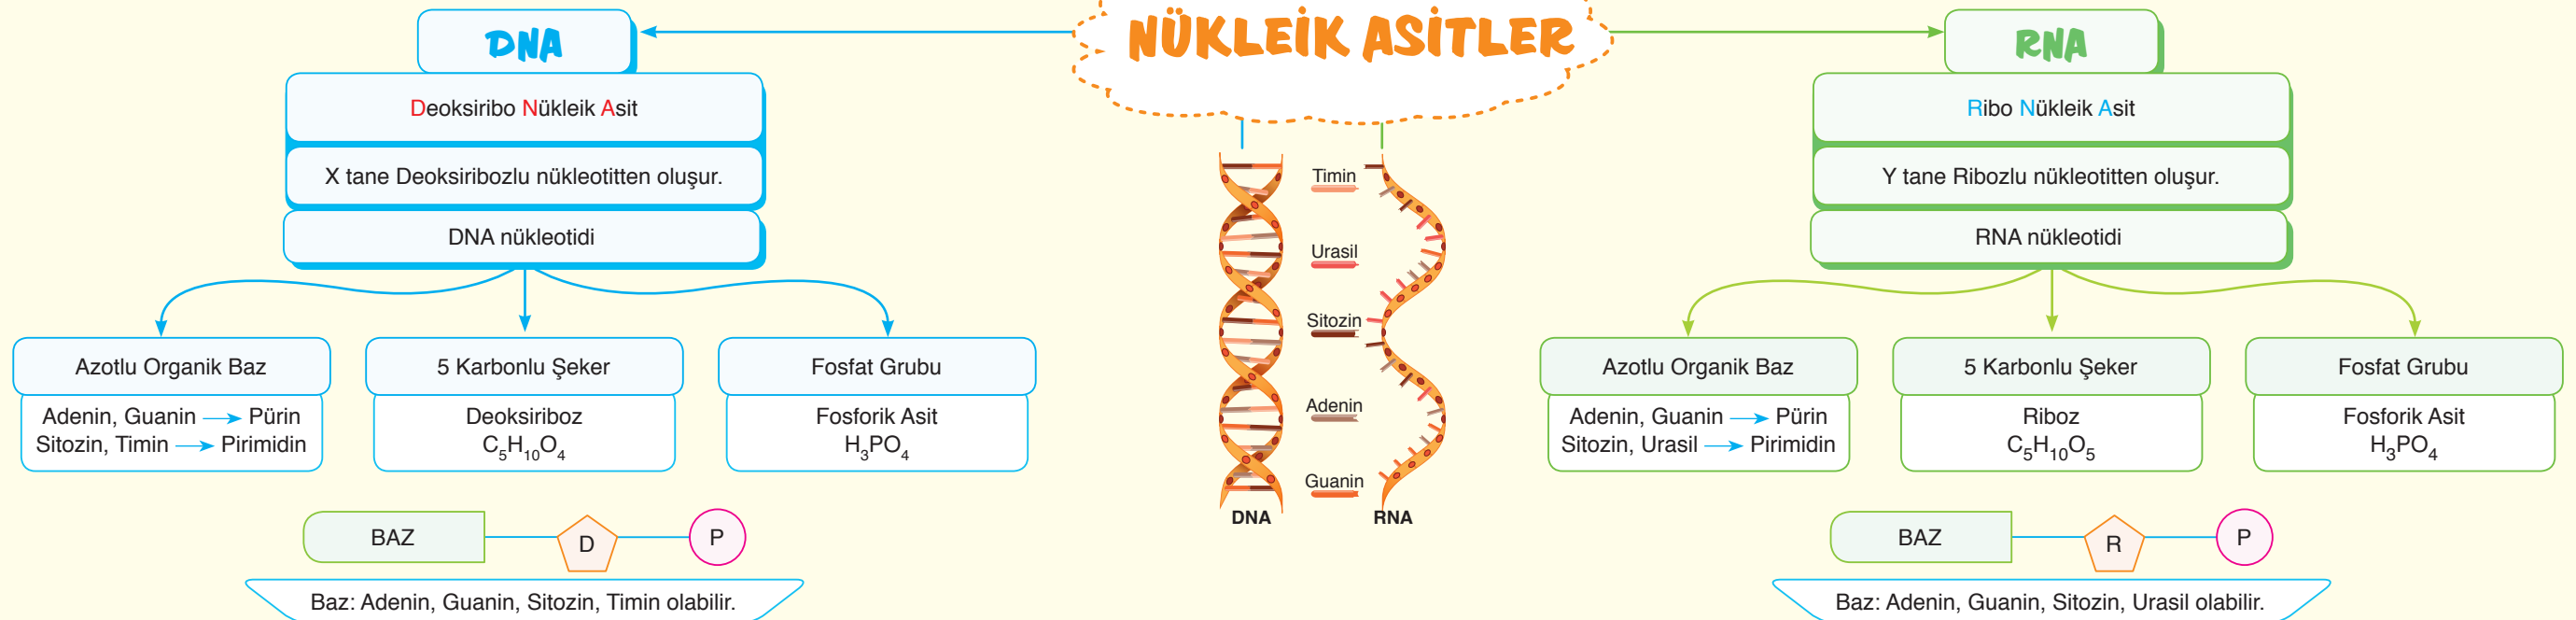 NÜKLEİK ASİTLER
DNA
Deoksiribo Nükleik Asit
X tane Deoksiribozlu nükleotitten oluşur.
DNA nükleotidi
Azotlu Organik Baz
Adenin, Guanin → Pürin
Sitozin, Timin → Pirimidin
5 Karbonlu Şeker
Deoksiriboz
C₅H₁₀O₄
Fosfat Grubu
Fosforik Asit
H₃PO₄
BAZ
D
P
Baz: Adenin, Guanin, Sitozin, Timin olabilir.
Timin
Urasil
Sitozin
Adenin
Guanin
DNA
RNA
RNA
Ribo Nükleik Asit
Y tane Ribozlu nükleotitten oluşur.
RNA nükleotidi
Azotlu Organik Baz
Adenin, Guanin → Pürin
Sitozin, Urasil → Pirimidin
5 Karbonlu Şeker
Riboz
C₅H₁₀O₅
Fosfat Grubu
Fosforik Asit
H₃PO₄
BAZ
R
P
Baz: Adenin, Guanin, Sitozin, Urasil olabilir.